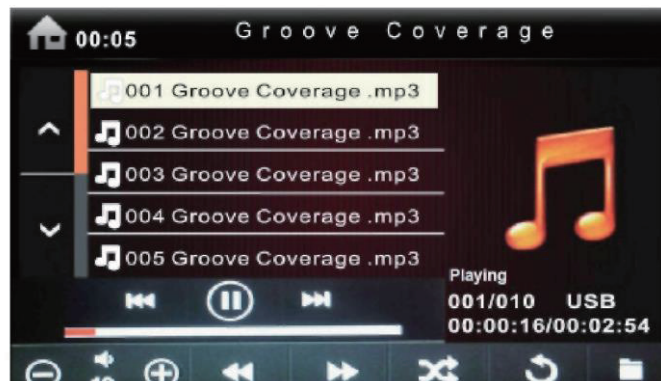 00:05
Groove Coverage
001 Groove Coverage .mp3
002 Groove Coverage .mp3
003 Groove Coverage .mp3
004 Groove Coverage .mp3
005 Groove Coverage .mp3
Playing
001/010 USB
00:00:16/00:02:54